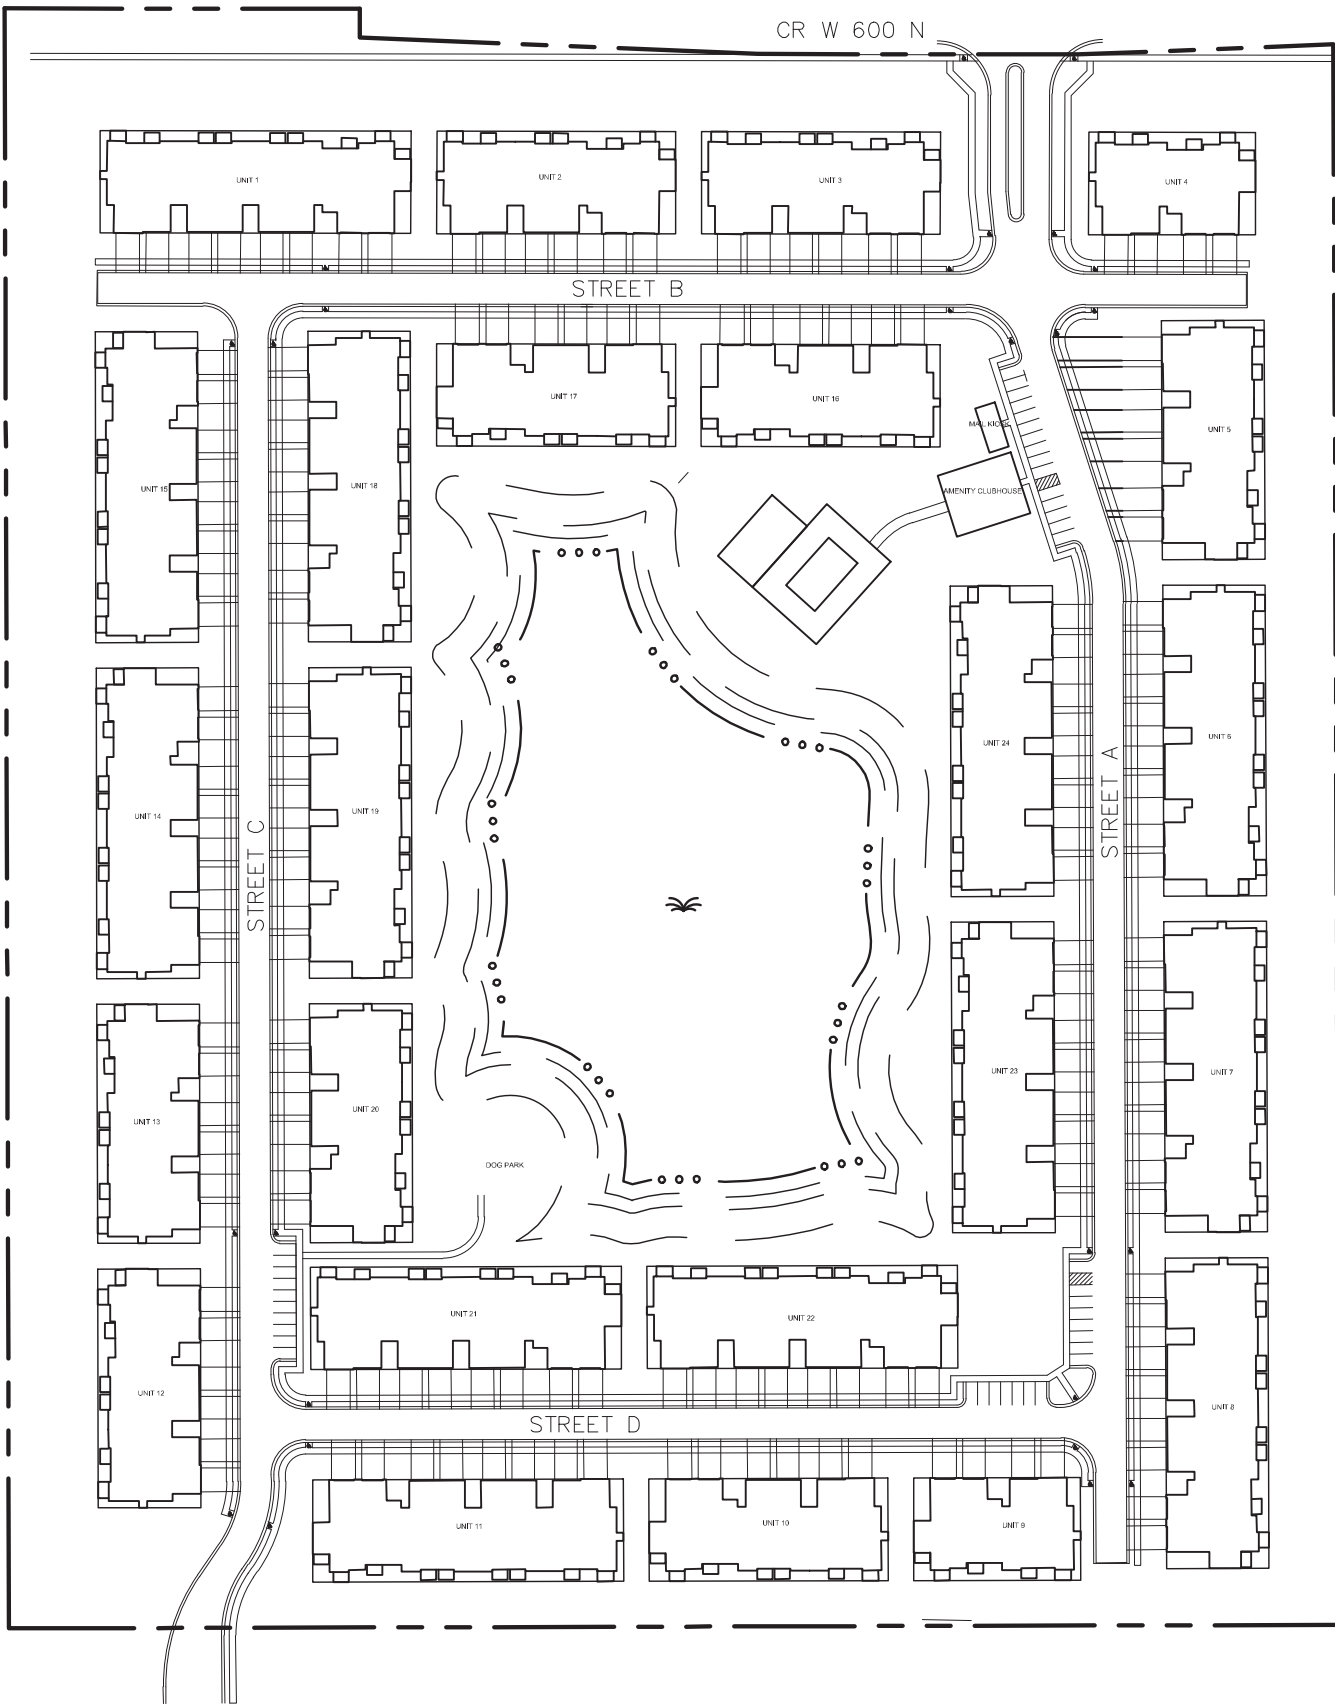 CR W 600 N
UNIT 1
UNIT 2
UNIT 3
UNIT 4
STREET B
UNIT 17
UNIT 16
MAIL KIOSK
UNIT 5
UNIT 15
UNIT 18
AMENITY CLUBHOUSE
UNIT 24
UNIT 6
STREET A
UNIT 14
UNIT 19
STREET C
UNIT 23
UNIT 7
UNIT 13
UNIT 20
DOG PARK
UNIT 21
UNIT 22
UNIT 12
UNIT 8
STREET D
UNIT 11
UNIT 10
UNIT 9